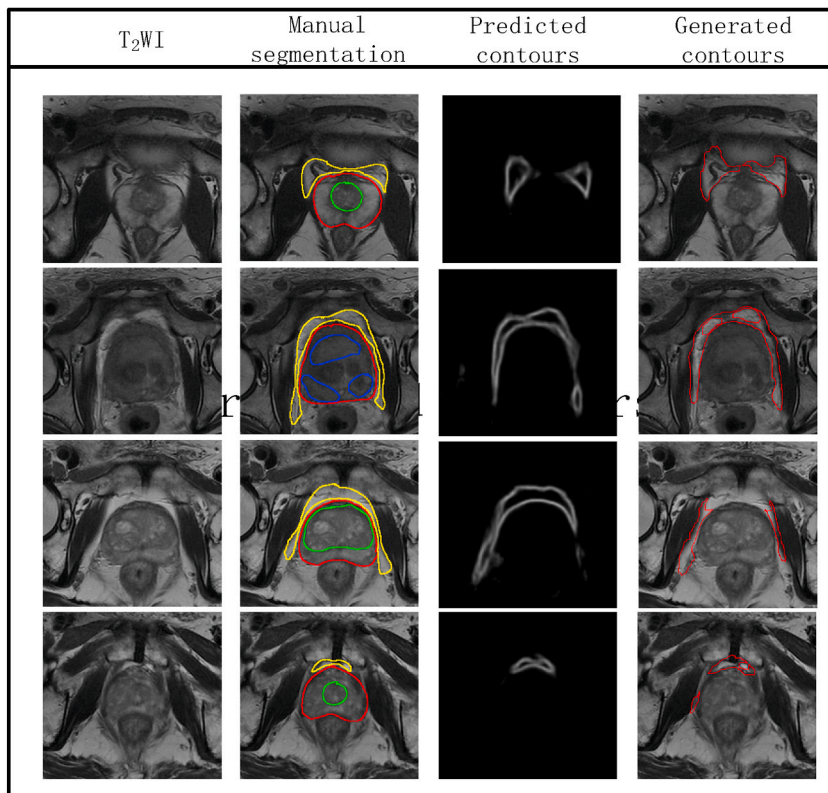 T₂WI
Manual
segmentation
Predicted
contours
Generated
contours